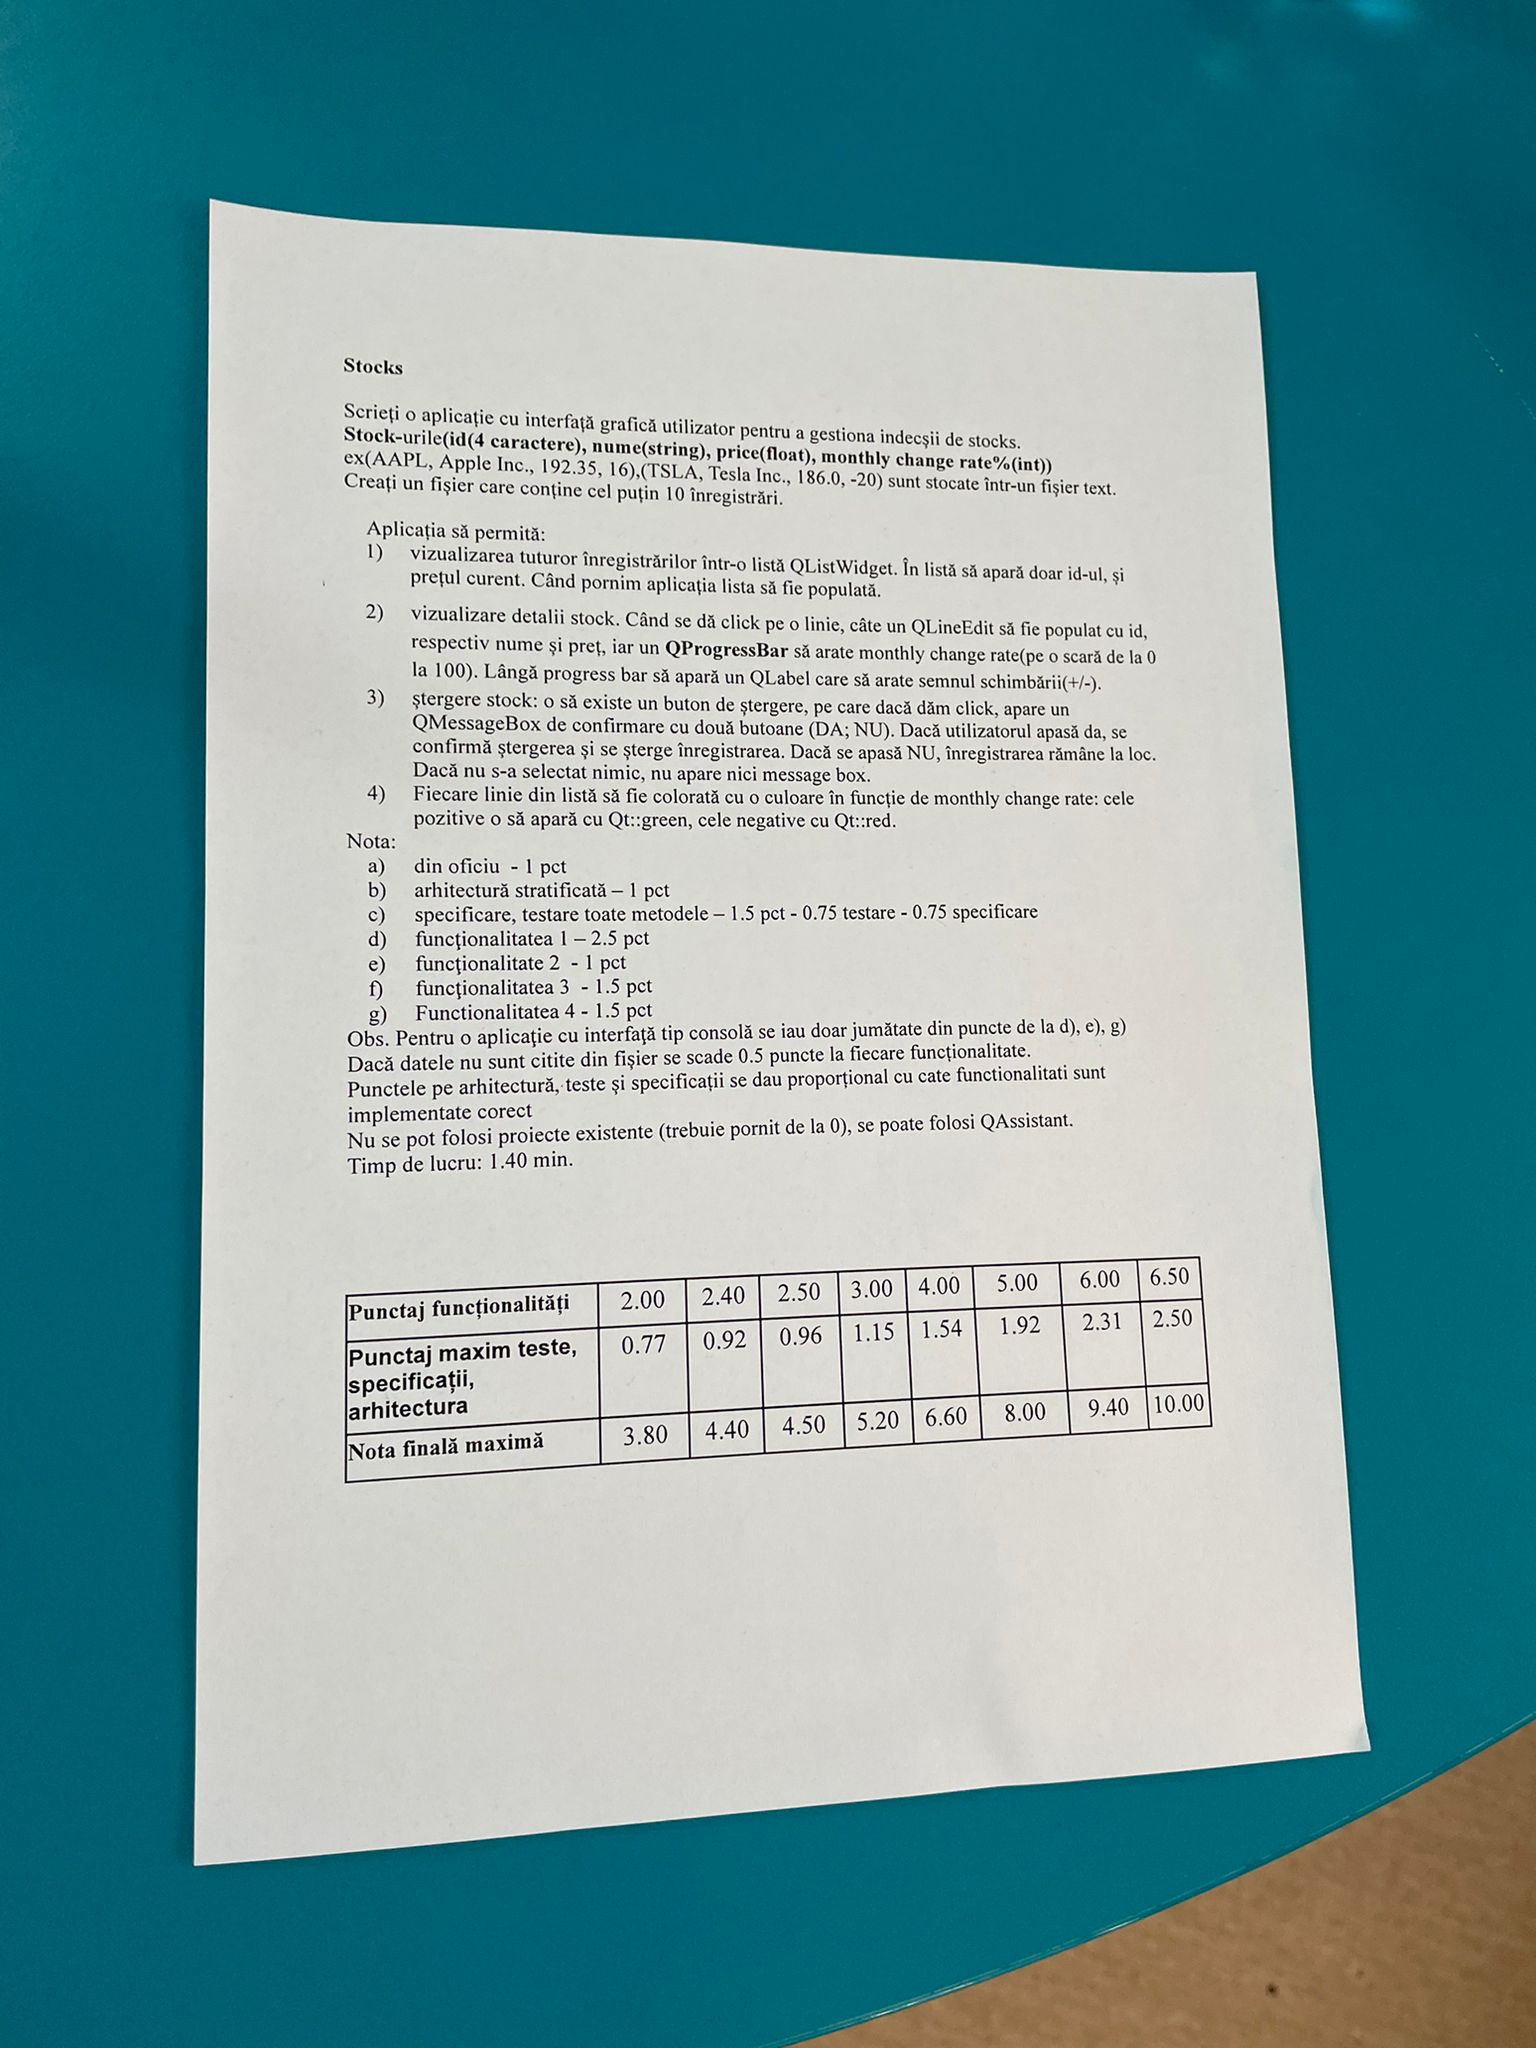 Stocks
Scrieți o aplicație cu interfață grafică utilizator pentru a gestiona indecșii de stocks.
Stock-urile(id(4 caractere), nume(string), price(float), monthly change rate%(int))
ex(AAPL, Apple Inc., 192.35, 16),(TSLA, Tesla Inc., 186.0, -20) sunt stocate într-un fișier text.
Creați un fișier care conține cel puțin 10 înregistrări.
Aplicația să permită:
1) vizualizarea tuturor înregistrărilor într-o listă QListWidget. În listă să apară doar id-ul, și
prețul curent. Când pornim aplicația lista să fie populată.
2) vizualizare detalii stock. Când se dă click pe o linie, câte un QLineEdit să fie populat cu id,
respectiv nume și preț, iar un QProgressBar să arate monthly change rate(pe o scară de la 0
la 100). Lângă progress bar să apară un QLabel care să arate semnul schimbării(+/-).
3) ștergere stock: o să existe un buton de ștergere, pe care dacă dăm click, apare un
QMessageBox de confirmare cu două butoane (DA; NU). Dacă utilizatorul apasă da, se
confirmă ștergerea și se șterge înregistrarea. Dacă se apasă NU, înregistrarea rămâne la loc.
Dacă nu s-a selectat nimic, nu apare nici message box.
4) Fiecare linie din listă să fie colorată cu o culoare în funcție de monthly change rate: cele
pozitive o să apară cu Qt::green, cele negative cu Qt::red.
Nota:
a) din oficiu - 1 pct
b) arhitectură stratificată – 1 pct
c) specificare, testare toate metodele – 1.5 pct - 0.75 testare - 0.75 specificare
d) funcţionalitatea 1 – 2.5 pct
e) funcţionalitate 2 - 1 pct
f) funcţionalitatea 3 - 1.5 pct
g) Functionalitatea 4 - 1.5 pct
Obs. Pentru o aplicaţie cu interfaţă tip consolă se iau doar jumătate din puncte de la d), e), g)
Dacă datele nu sunt citite din fișier se scade 0.5 puncte la fiecare funcționalitate.
Punctele pe arhitectură, teste și specificații se dau proporțional cu cate functionalitati sunt
implementate corect
Nu se pot folosi proiecte existente (trebuie pornit de la 0), se poate folosi QAssistant.
Timp de lucru: 1.40 min.
Punctaj funcționalități 2.00 2.40 2.50 3.00 4.00 5.00 6.00 6.50
Punctaj maxim teste, 0.77 0.92 0.96 1.15 1.54 1.92 2.31 2.50
specificații,
arhitectura
Nota finală maximă 3.80 4.40 4.50 5.20 6.60 8.00 9.40 10.00